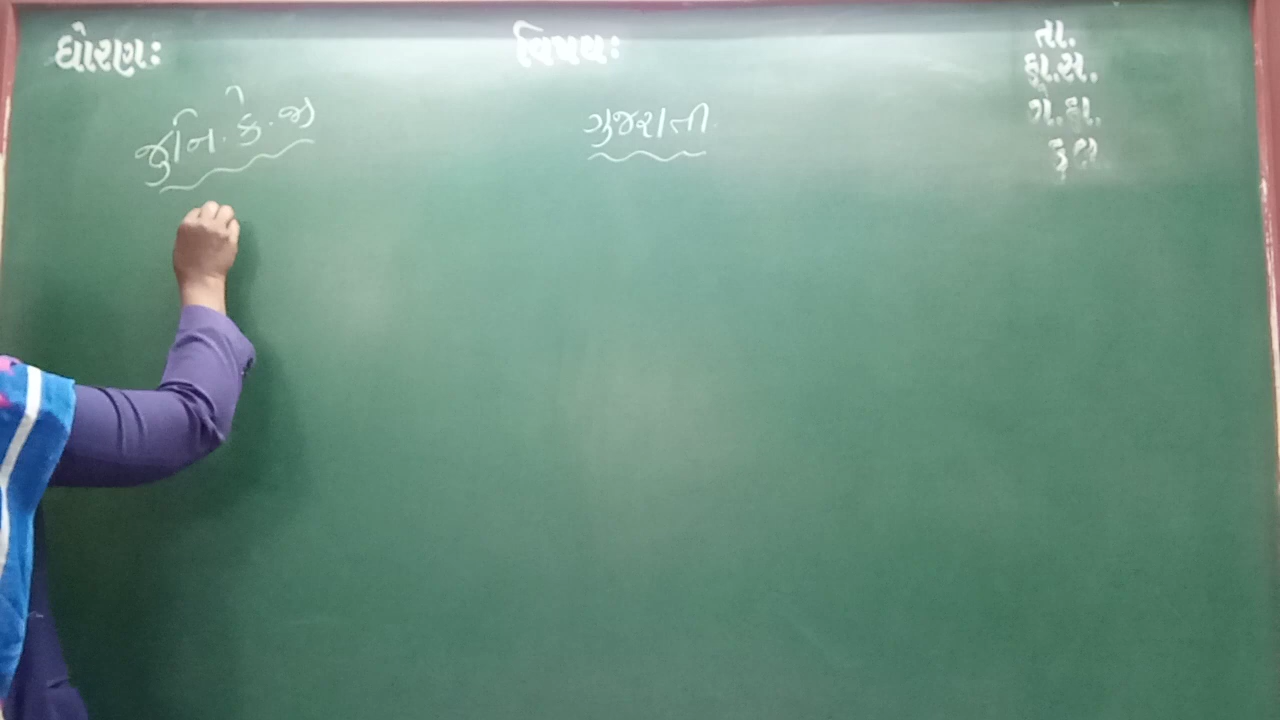 ધોરણઃ
જુનિ. કે. જી
વિષયઃ
ગુજરાતી
તા.
હા.સ.
ગે.હા.
કુલ